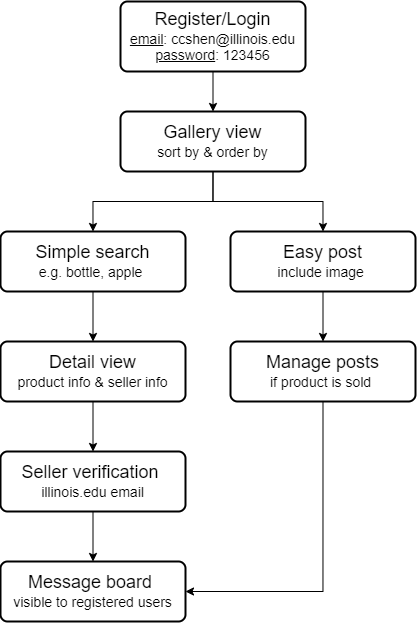 Register/Login
email: ccshen@illinois.edu
password: 123456
Gallery view
sort by & order by
Simple search
e.g. bottle, apple
Easy post
include image
Detail view
product info & seller info
Manage posts
if product is sold
Seller verification
illinois.edu email
Message board
visible to registered users